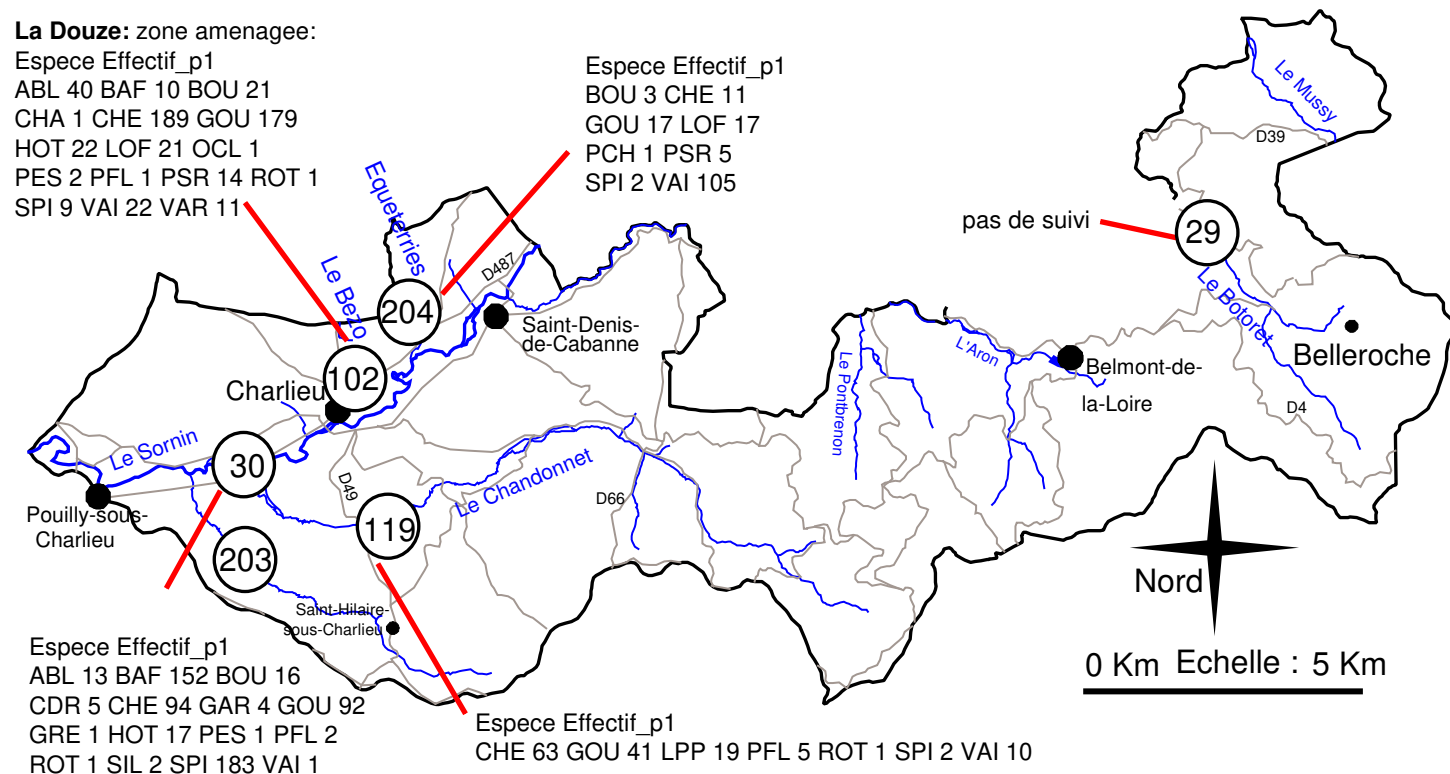 La Douze: zone amenagee:
Espece Effectif_p1
ABL 40 BAF 10 BOU 21
CHA 1 CHE 189 GOU 179
HOT 22 LOF 21 OCL 1
PES 2 PFL 1 PSR 14 ROT 1
SPI 9 VAI 22 VAR 11
Espece Effectif_p1
BOU 3 CHE 11
GOU 17 LOF 17
PCH 1 PSR 5
SPI 2 VAI 105
Le Mussy
D39
pas de suivi
29
Equeterries
Le Bezo
D487
204
Saint-Denis-
de-Cabanne
102
Charlieu
Le Botoret
Belleroche
L'Aron
Le Pontbrenon
Belmont-de-
la-Loire
D4
Le Sornin
30
D49
Le Chandonnet
D66
Pouilly-sous-
Charlieu
119
203
Nord
Saint-Hilaire-
sous-Charlieu
0 Km Echelle : 5 Km
Espece Effectif_p1
ABL 13 BAF 152 BOU 16
CDR 5 CHE 94 GAR 4 GOU 92
GRE 1 HOT 17 PES 1 PFL 2
ROT 1 SIL 2 SPI 183 VAI 1
Espece Effectif_p1
CHE 63 GOU 41 LPP 19 PFL 5 ROT 1 SPI 2 VAI 10